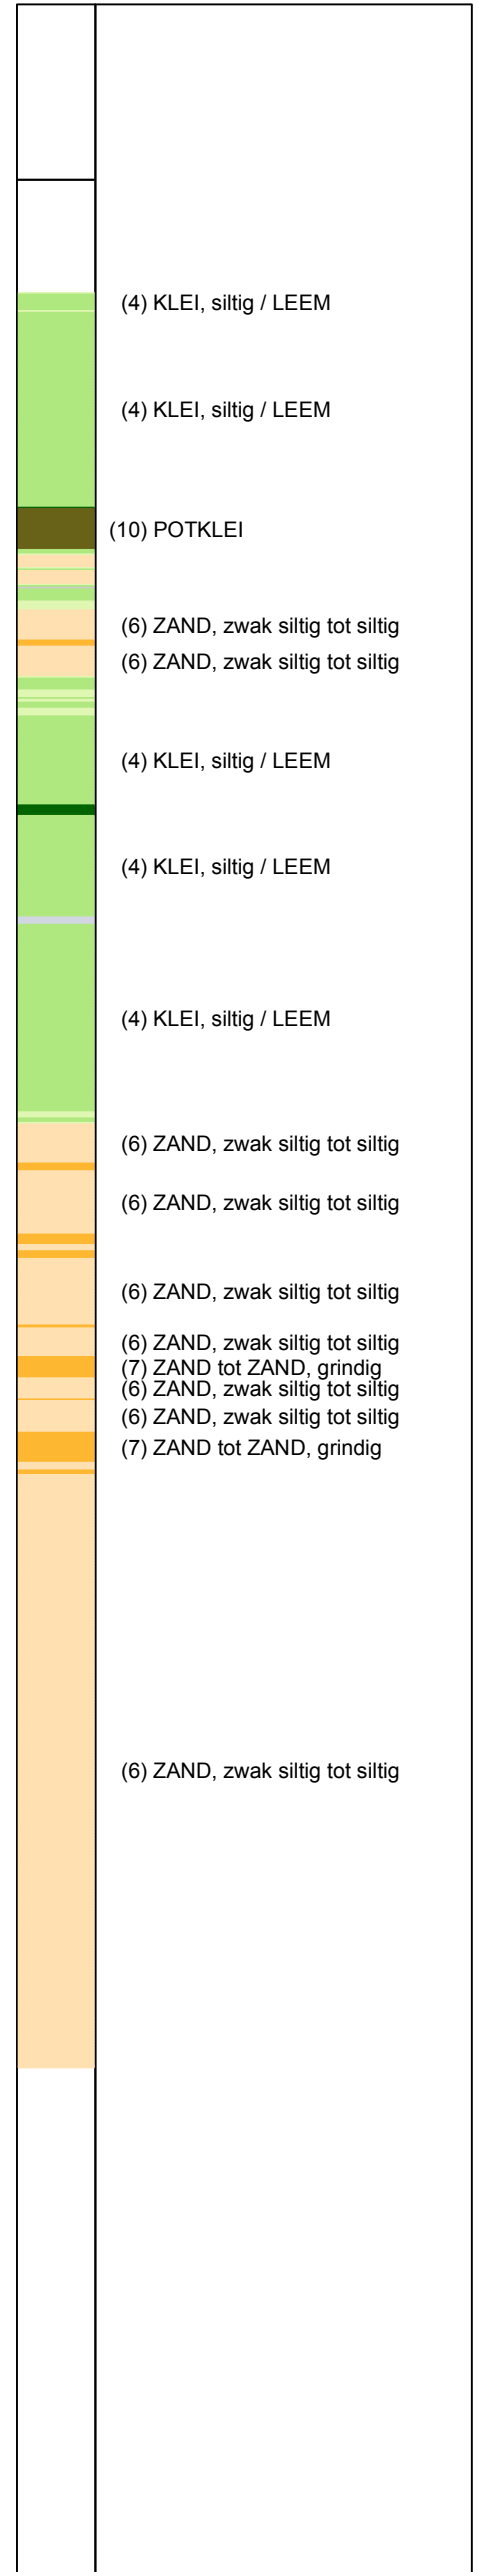 (4) KLEI, siltig / LEEM
(4) KLEI, siltig / LEEM
(10) POTKLEI
(6) ZAND, zwak siltig tot siltig
(6) ZAND, zwak siltig tot siltig
(4) KLEI, siltig / LEEM
(4) KLEI, siltig / LEEM
(4) KLEI, siltig / LEEM
(6) ZAND, zwak siltig tot siltig
(6) ZAND, zwak siltig tot siltig
(6) ZAND, zwak siltig tot siltig
(6) ZAND, zwak siltig tot siltig
(7) ZAND tot ZAND, grindig
(6) ZAND, zwak siltig tot siltig
(6) ZAND, zwak siltig tot siltig
(7) ZAND tot ZAND, grindig
(6) ZAND, zwak siltig tot siltig